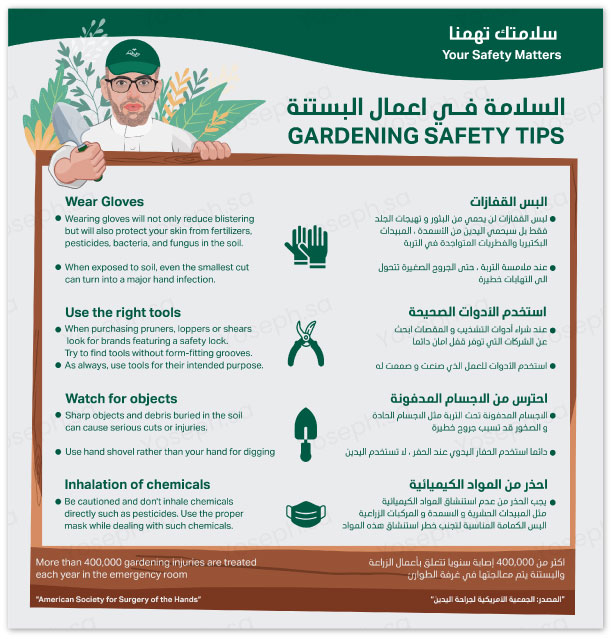 سلامتك تهمنا
Your Safety Matters
السلامة فـي اعمال البستنة
GARDENING SAFETY TIPS
Wear Gloves
Wearing gloves will not only reduce blistering
but will also protect your skin from fertilizers,
pesticides, bacteria, and fungus in the soil.
When exposed to soil, even the smallest cut
can turn into a major hand infection.
البس القفازات
لبس القفازات لن يحمي من البثور و تهيجات الجلد
فقط بل سيحمي اليدين من الأسمدة ، المبيدات
البكتيريا والفطريات المتواجدة في التربة
عند ملامسة التربة ، حتى الجروح الصغيرة تتحول
الى التهابات خطيرة
Use the right tools
When purchasing pruners, loppers or shears
look for brands featuring a safety lock.
Try to find tools without form-fitting grooves.
As always, use tools for their intended purpose.
استخدم الأدوات الصحيحة
عند شراء أدوات التشذيب و المقصات ابحث
عن الشركات التي توفر قفل امان دائما
استخدم الأدوات للعمل الذي صنعت و صممت له
Watch for objects
Sharp objects and debris buried in the soil
can cause serious cuts or injuries.
Use hand shovel rather than your hand for digging
احترس من الاجسام المدفونة
الاجسام المدفونة تحت التربة مثل الاجسام الحادة
و الصخور قد تسبب جروح خطيرة
دائما استخدم الحفار اليدوي عند الحفر ، لا تستخدم اليدين
Inhalation of chemicals
Be cautioned and don't inhale chemicals
directly such as pesticides. Use the proper
mask while dealing with such chemicals.
احذر من المواد الكيميائية
يجب الحذر من عدم استنشاق المواد الكيميائية
مثل المبيدات الحشرية و السمدة و المركبات الزراعية
البس الكمامة المناسبة لتجنب خطر استنشاق هذه المواد
More than 400,000 gardening injuries are treated
each year in the emergency room
"American Society for Surgery of the Hands"
اكثر من 400,000 إصابة سنويا تتعلق بأعمال الزراعة
والبستنة يتم معالجتها في غرفة الطوارئ
"المصدر: الجمعية الأمريكية لجراحة اليدين"
Yoseph.sa